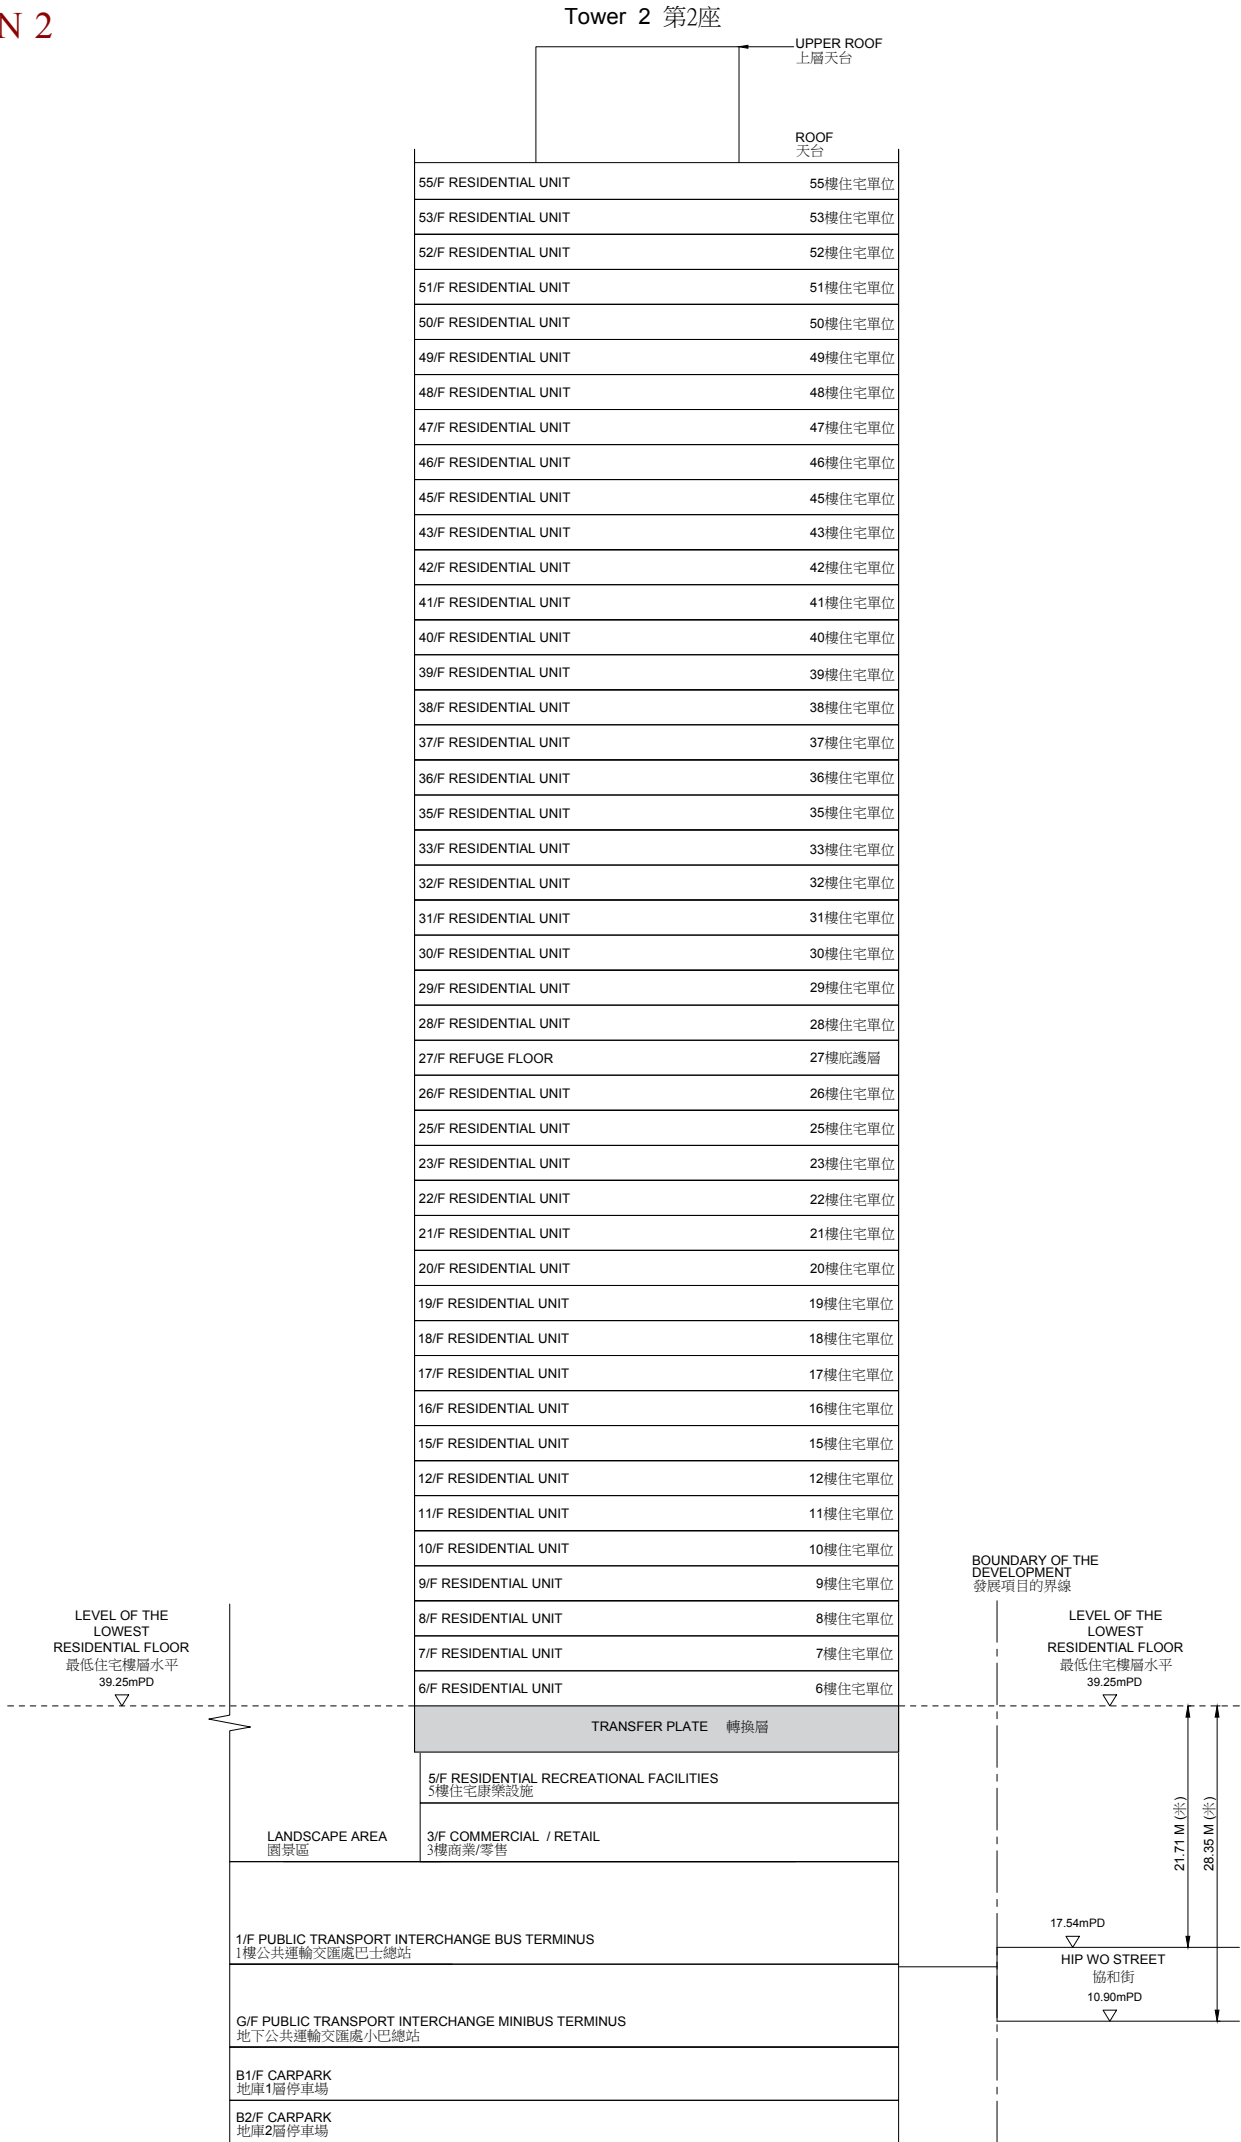 N 2
Tower 2 第2座
UPPER ROOF
上層天台
ROOF
天台
55/F RESIDENTIAL UNIT 55樓住宅單位
53/F RESIDENTIAL UNIT 53樓住宅單位
52/F RESIDENTIAL UNIT 52樓住宅單位
51/F RESIDENTIAL UNIT 51樓住宅單位
50/F RESIDENTIAL UNIT 50樓住宅單位
49/F RESIDENTIAL UNIT 49樓住宅單位
48/F RESIDENTIAL UNIT 48樓住宅單位
47/F RESIDENTIAL UNIT 47樓住宅單位
46/F RESIDENTIAL UNIT 46樓住宅單位
45/F RESIDENTIAL UNIT 45樓住宅單位
43/F RESIDENTIAL UNIT 43樓住宅單位
42/F RESIDENTIAL UNIT 42樓住宅單位
41/F RESIDENTIAL UNIT 41樓住宅單位
40/F RESIDENTIAL UNIT 40樓住宅單位
39/F RESIDENTIAL UNIT 39樓住宅單位
38/F RESIDENTIAL UNIT 38樓住宅單位
37/F RESIDENTIAL UNIT 37樓住宅單位
36/F RESIDENTIAL UNIT 36樓住宅單位
35/F RESIDENTIAL UNIT 35樓住宅單位
33/F RESIDENTIAL UNIT 33樓住宅單位
32/F RESIDENTIAL UNIT 32樓住宅單位
31/F RESIDENTIAL UNIT 31樓住宅單位
30/F RESIDENTIAL UNIT 30樓住宅單位
29/F RESIDENTIAL UNIT 29樓住宅單位
28/F RESIDENTIAL UNIT 28樓住宅單位
27/F REFUGE FLOOR 27樓庇護層
26/F RESIDENTIAL UNIT 26樓住宅單位
25/F RESIDENTIAL UNIT 25樓住宅單位
23/F RESIDENTIAL UNIT 23樓住宅單位
22/F RESIDENTIAL UNIT 22樓住宅單位
21/F RESIDENTIAL UNIT 21樓住宅單位
20/F RESIDENTIAL UNIT 20樓住宅單位
19/F RESIDENTIAL UNIT 19樓住宅單位
18/F RESIDENTIAL UNIT 18樓住宅單位
17/F RESIDENTIAL UNIT 17樓住宅單位
16/F RESIDENTIAL UNIT 16樓住宅單位
15/F RESIDENTIAL UNIT 15樓住宅單位
12/F RESIDENTIAL UNIT 12樓住宅單位
11/F RESIDENTIAL UNIT 11樓住宅單位
10/F RESIDENTIAL UNIT 10樓住宅單位
9/F RESIDENTIAL UNIT 9樓住宅單位
8/F RESIDENTIAL UNIT 8樓住宅單位
7/F RESIDENTIAL UNIT 7樓住宅單位
6/F RESIDENTIAL UNIT 6樓住宅單位
BOUNDARY OF THE
DEVELOPMENT
發展項目的界線
LEVEL OF THE
LOWEST
RESIDENTIAL FLOOR
最低住宅樓層水平
39.25mPD
LEVEL OF THE
LOWEST
RESIDENTIAL FLOOR
最低住宅樓層水平
39.25mPD
TRANSFER PLATE 轉換層
5/F RESIDENTIAL RECREATIONAL FACILITIES
5樓住宅康樂設施
LANDSCAPE AREA
園景區
3/F COMMERCIAL / RETAIL
3樓商業/零售
21.71 M (米)
28.35 M (米)
1/F PUBLIC TRANSPORT INTERCHANGE BUS TERMINUS
1樓公共運輸交匯處巴士總站
17.54mPD
HIP WO STREET
協和街
10.90mPD
G/F PUBLIC TRANSPORT INTERCHANGE MINIBUS TERMINUS
地下公共運輸交匯處小巴總站
B1/F CARPARK
地庫1層停車場
B2/F CARPARK
地庫2層停車場